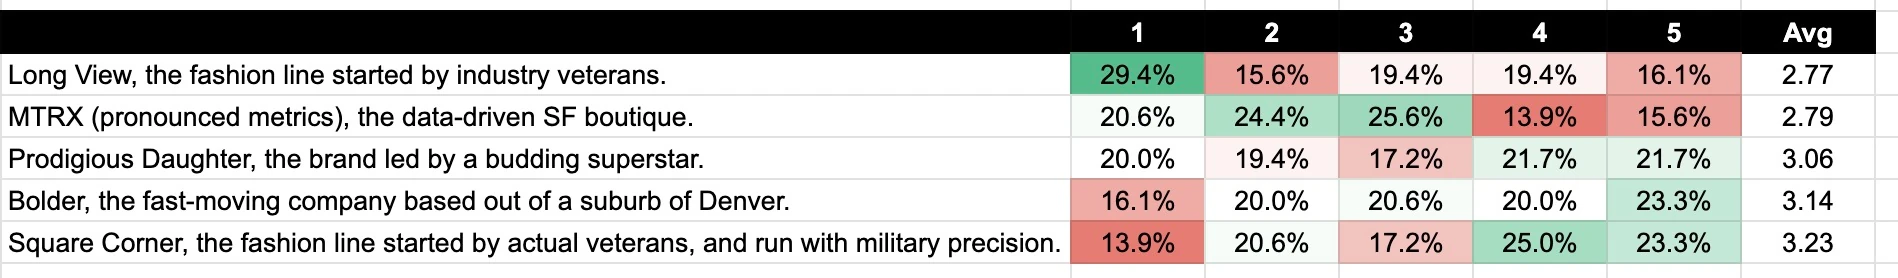 1 2 3 4 5 Avg
Long View, the fashion line started by industry veterans. 29.4% 15.6% 19.4% 19.4% 16.1% 2.77
MTRX (pronounced metrics), the data-driven SF boutique. 20.6% 24.4% 25.6% 13.9% 15.6% 2.79
Prodigious Daughter, the brand led by a budding superstar. 20.0% 19.4% 17.2% 21.7% 21.7% 3.06
Bolder, the fast-moving company based out of a suburb of Denver. 16.1% 20.0% 20.6% 20.0% 23.3% 3.14
Square Corner, the fashion line started by actual veterans, and run with military precision. 13.9% 20.6% 17.2% 25.0% 23.3% 3.23